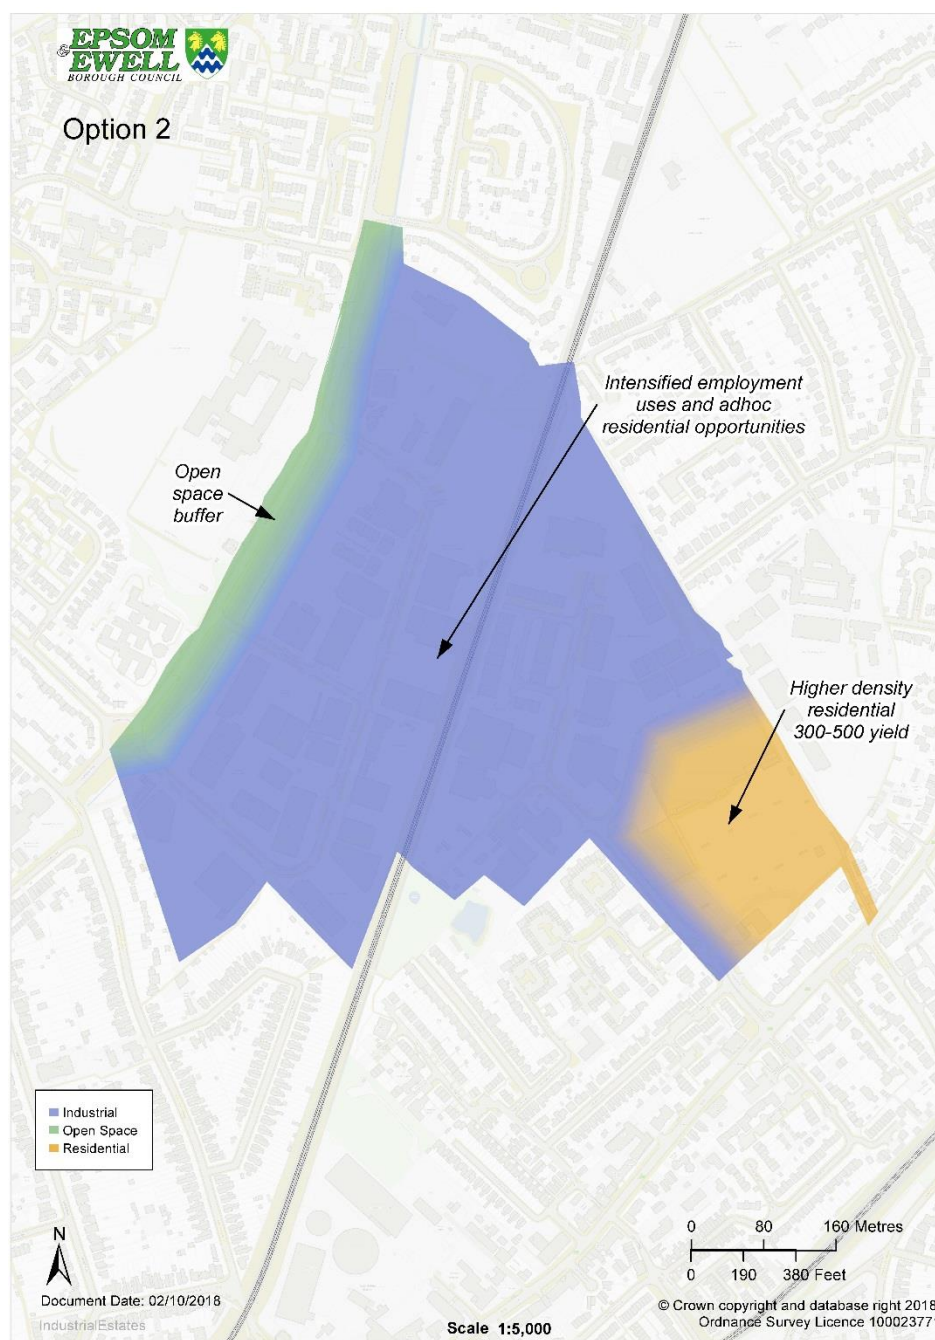 EPSOM
& EWELL
BOROUGH COUNCIL
Option 2
Intensified employment
uses and adhoc
residential opportunities
Open
space
buffer
Higher density
residential
300-500 yield
Industrial
Open Space
Residential
N
Document Date: 02/10/2018
IndustrialEstates
0 80 160 Metres
0 190 380 Feet
© Crown copyright and database right 2018
Ordnance Survey Licence 100023771
Scale 1:5,000